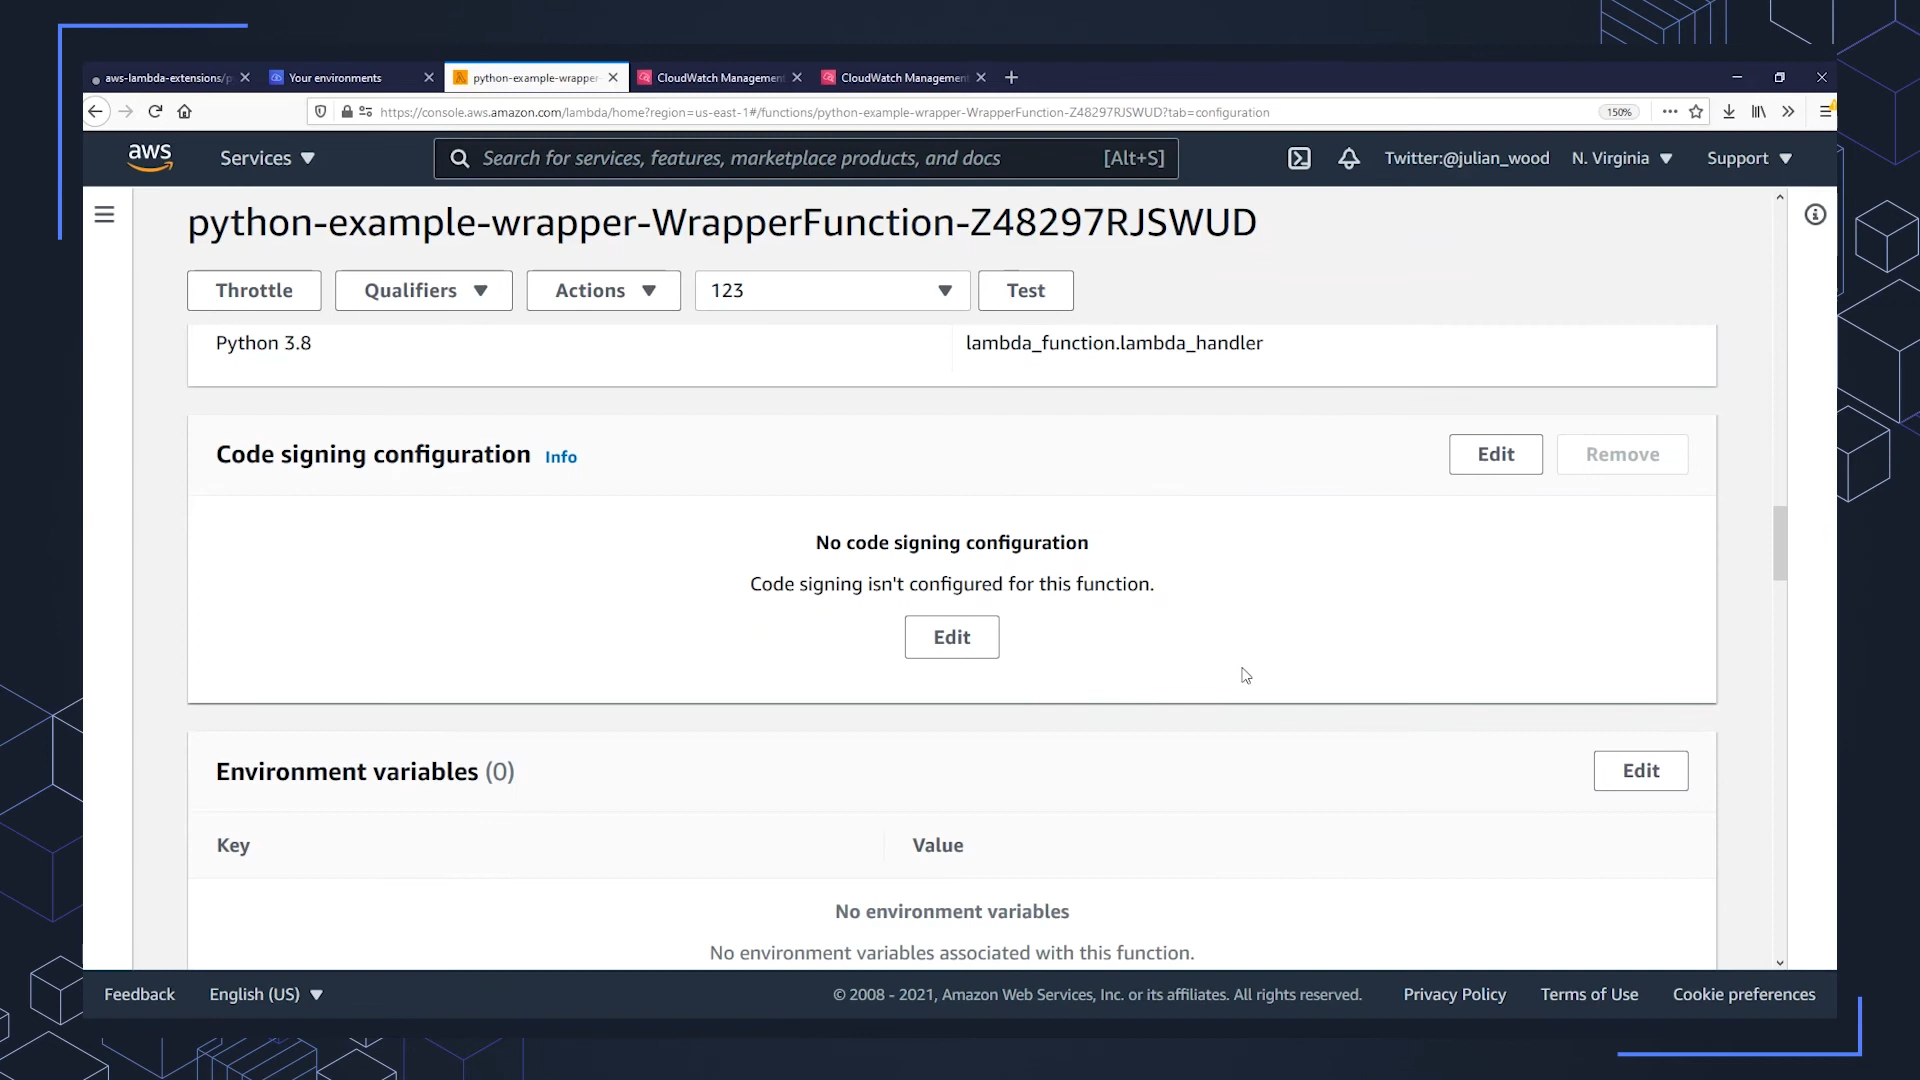 aws-lambda-extensions/p
Your environments
python-example-wrapper-
CloudWatch Management
CloudWatch Management
https://console.aws.amazon.com/lambda/home?region=us-east-1#/functions/python-example-wrapper-WrapperFunction-Z48297RJSWUD?tab=configuration
150%
aws
Services
Search for services, features, marketplace products, and docs
[Alt+S]
Twitter:@julian_wood
N. Virginia
Support
python-example-wrapper-WrapperFunction-Z48297RJSWUD
Throttle
Qualifiers
Actions
123
Test
Python 3.8
lambda_function.lambda_handler
Code signing configuration Info
Edit
Remove
No code signing configuration
Code signing isn't configured for this function.
Edit
Environment variables (0)
Edit
Key
Value
No environment variables
No environment variables associated with this function.
Feedback
English (US)
© 2008 - 2021, Amazon Web Services, Inc. or its affiliates. All rights reserved.
Privacy Policy
Terms of Use
Cookie preferences